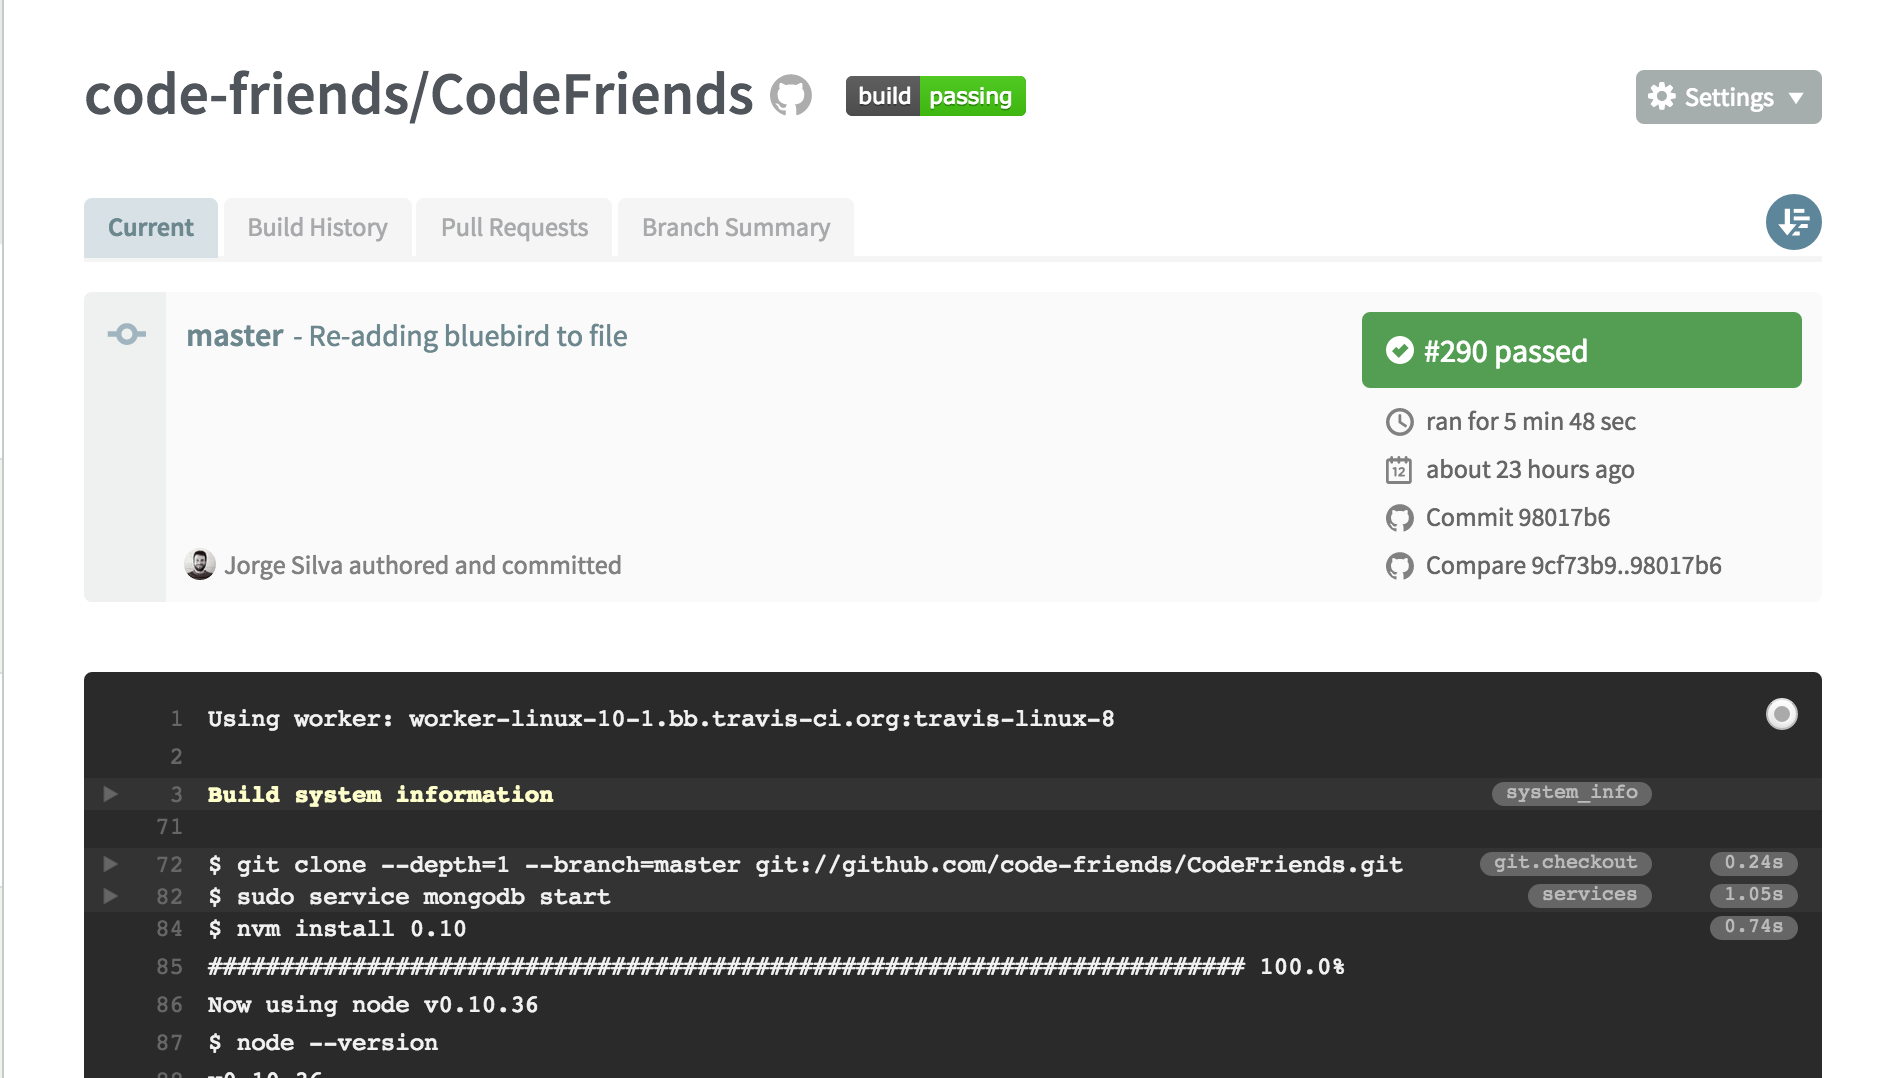 code-friends/CodeFriends
build passing
Settings
Current
Build History
Pull Requests
Branch Summary
master - Re-adding bluebird to file
#290 passed
ran for 5 min 48 sec
12
about 23 hours ago
Commit 98017b6
Compare 9cf73b9..98017b6
Jorge Silva authored and committed
1 Using worker: worker-linux-10-1.bb.travis-ci.org:travis-linux-8
2
3 Build system information system_info
71
72 $ git clone --depth=1 --branch=master git://github.com/code-friends/CodeFriends.git git.checkout 0.24s
82 $ sudo service mongodb start services 1.05s
84 $ nvm install 0.10 0.74s
85 ######################################################################## 100.0%
86 Now using node v0.10.36
87 $ node --version
88 v0.10.36